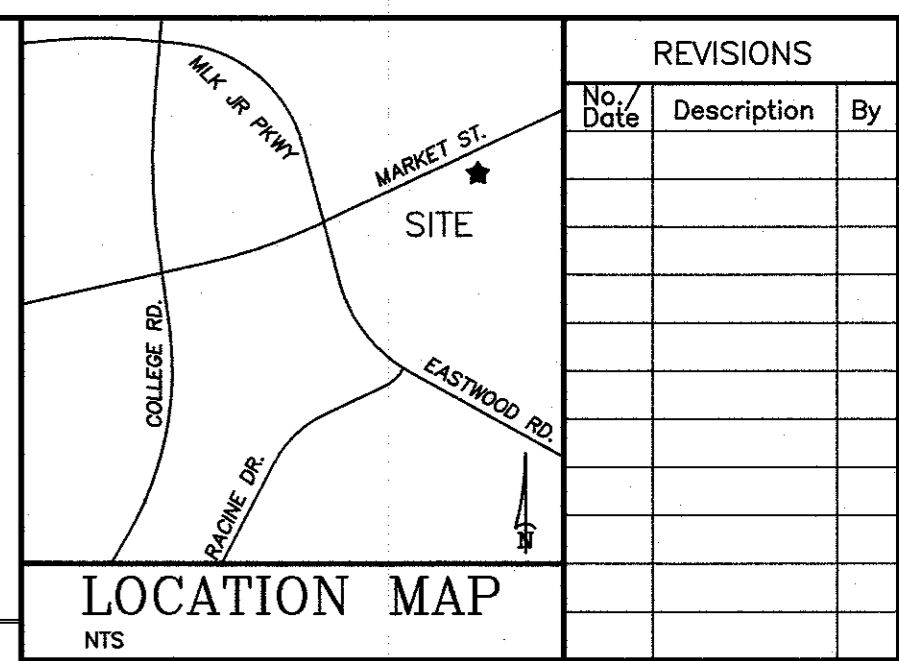 MLK JR PKWY
MARKET ST.
SITE
COLLEGE RD.
EASTWOOD RD.
RACINE DR.
N
LOCATION MAP
NTS
REVISIONS
No./
Date
Description
By